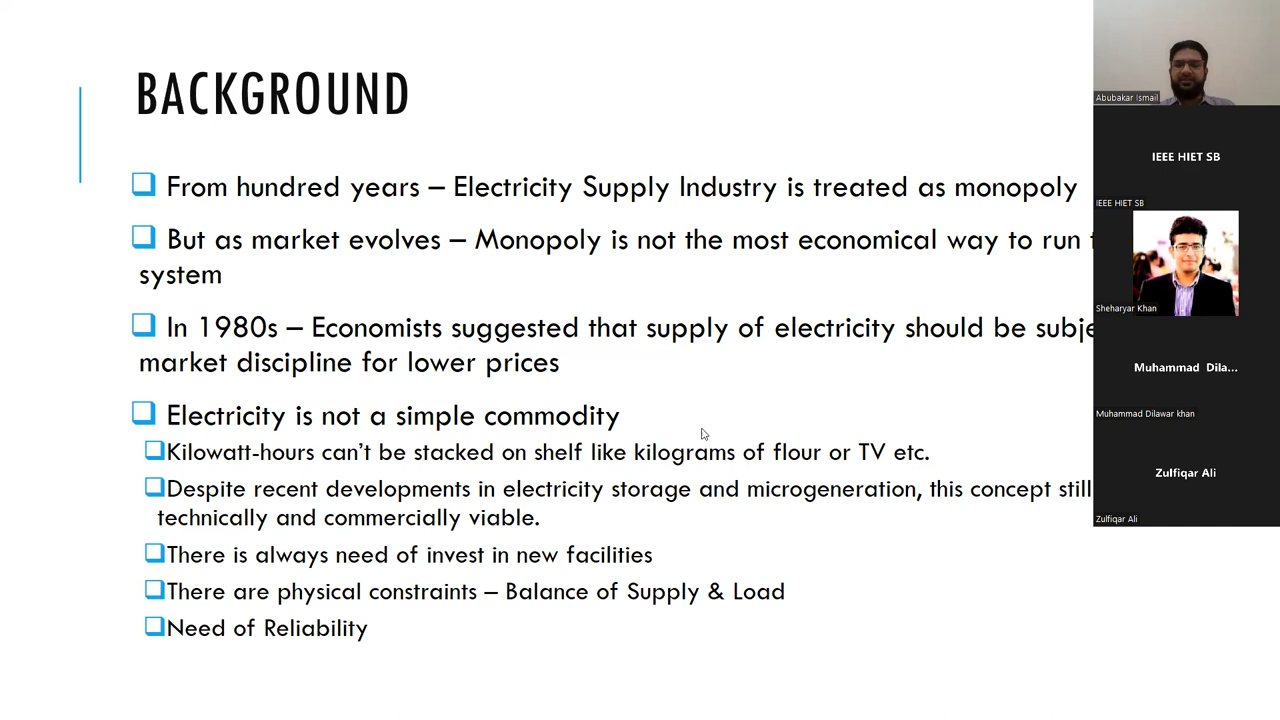 BACKGROUND
From hundred years – Electricity Supply Industry is treated as monopoly
But as market evolves – Monopoly is not the most economical way to run
system
In 1980s – Economists suggested that supply of electricity should be
market discipline for lower prices
Electricity is not a simple commodity
Kilowatt-hours can't be stacked on shelf like kilograms of flour or TV etc.
Despite recent developments in electricity storage and microgeneration, this concept still
technically and commercially viable.
There is always need of invest in new facilities
There are physical constraints – Balance of Supply & Load
Need of Reliability
Abubakar Ismail
IEEE HIET SB
IEEE HIET SB
Sheharyar Khan
Muhammad Dila...
Muhammad Dilawar khan
Zulfiqar Ali
Zulfiqar Ali